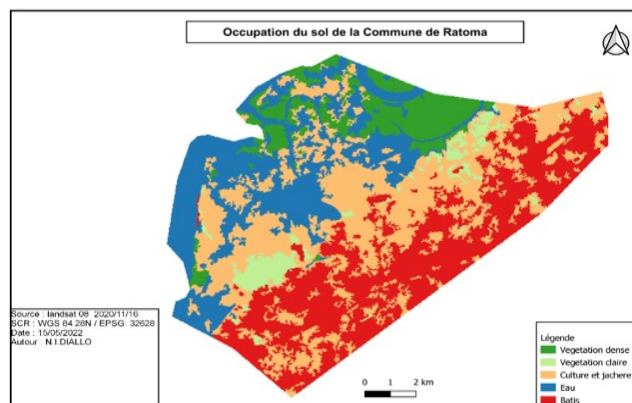 Occupation du sol de la Commune de Ratoma
Source : landsat 08 2020/11/16
SCR : WGS 84 28N / EPSG: 32628
Date : 15/05/2022
Autour : N.I.DIALLO
0 1 2 km
Légende
Vegetation dense
Vegetation claire
Culture et jachere
Eau
Batis